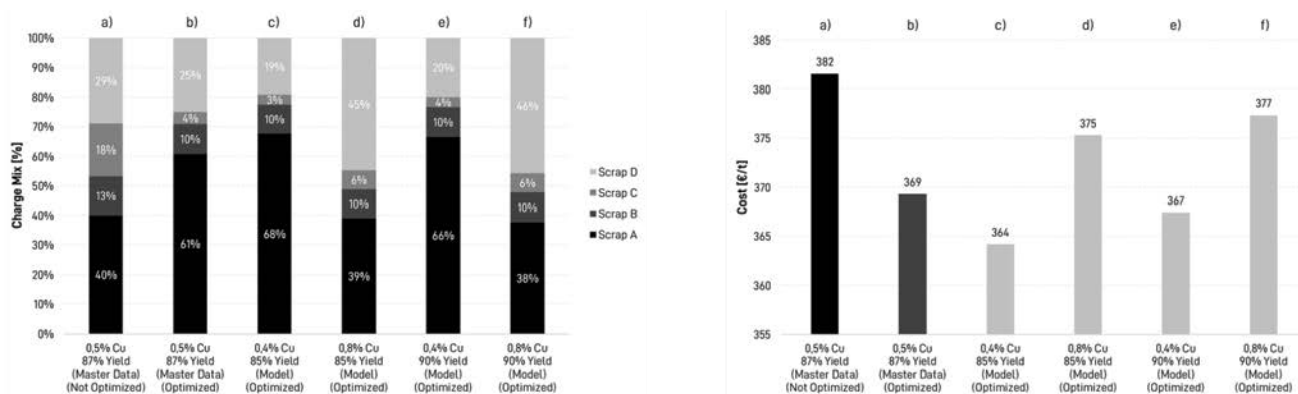 a) b) c) d) e) f)
100%
90%
80%
70%
60%
50%
40%
30%
20%
10%
0%
Charge Mix [%]
29% 25% 19% 45% 20% 46%
18% 4% 3% 6% 4% 6%
13% 10% 10% 10% 10% 10%
40% 61% 68% 39% 66% 38%
Scrap D
Scrap C
Scrap B
Scrap A
0,5% Cu 0,5% Cu 0,4% Cu 0,8% Cu 0,4% Cu 0,8% Cu
87% Yield 87% Yield 85% Yield 85% Yield 90% Yield 90% Yield
(Master Data) (Master Data) (Model) (Model) (Model) (Model)
(Not Optimized) (Optimized) (Optimized) (Optimized) (Optimized) (Optimized)
a) b) c) d) e) f)
385
380
375
370
365
360
355
Cost [€/t]
382 369 364 375 367 377
0,5% Cu 0,5% Cu 0,4% Cu 0,8% Cu 0,4% Cu 0,8% Cu
87% Yield 87% Yield 85% Yield 85% Yield 90% Yield 90% Yield
(Master Data) (Master Data) (Model) (Model) (Model) (Model)
(Not Optimized) (Optimized) (Optimized) (Optimized) (Optimized) (Optimized)